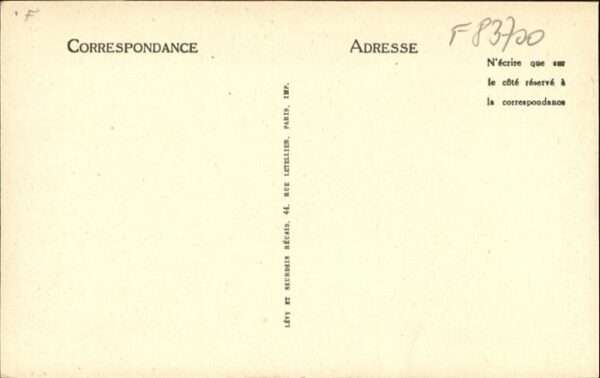 F
F 83700
CORRESPONDANCE
ADRESSE
N'écrire que sur
le côté réservé à
la correspondance
LÉVY ET NEURDEIN RÉUNIS, 44, RUE LETELLIER, PARIS, IMP.